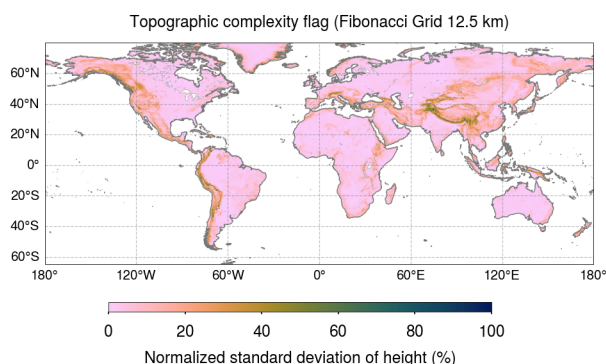 Topographic complexity flag (Fibonacci Grid 12.5 km)
60°N
40°N
20°N
0°
20°S
40°S
60°S
180° 120°W 60°W 0° 60°E 120°E 180°
0 20 40 60 80 100
Normalized standard deviation of height (%)